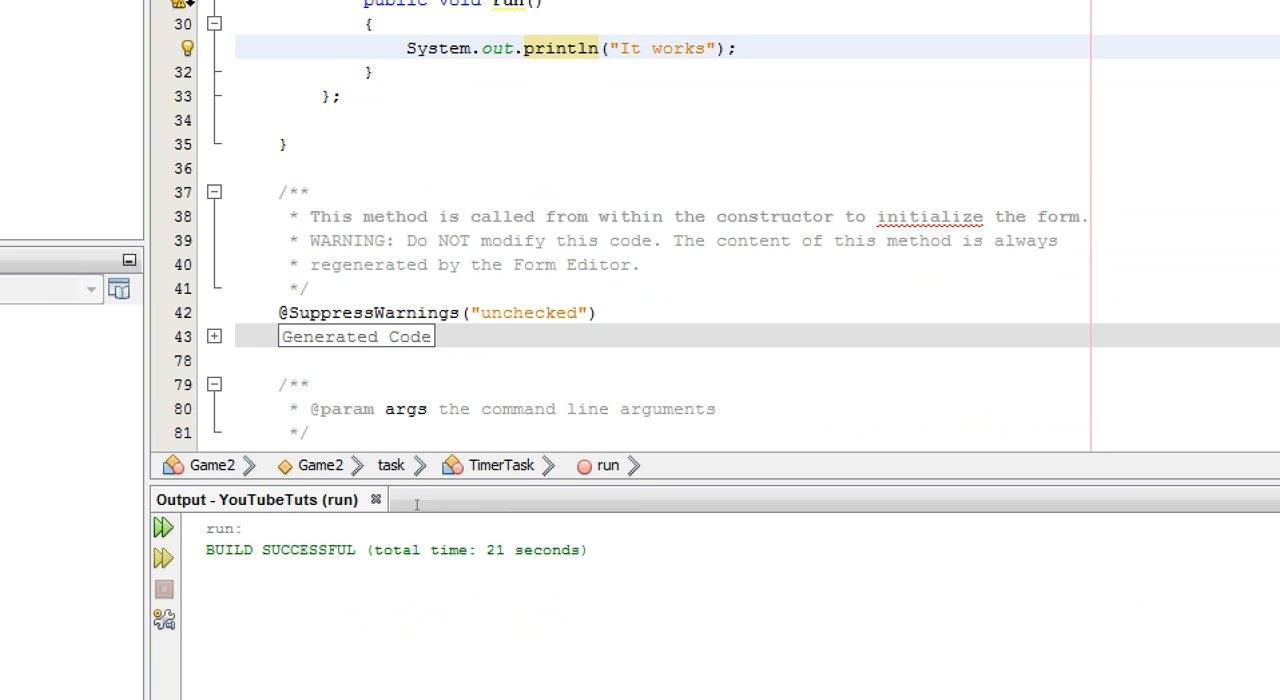 public void run()
30 {
System.out.println("It works");
32 }
33 };
34
35 }
36
37 /**
38 * This method is called from within the constructor to initialize the form.
39 * WARNING: Do NOT modify this code. The content of this method is always
40 * regenerated by the Form Editor.
41 */
42 @SuppressWarnings("unchecked")
43 Generated Code
78
79 /**
80 * @param args the command line arguments
81 */
Game2 Game2 task TimerTask run
Output - YouTubeTuts (run)
run:
BUILD SUCCESSFUL (total time: 21 seconds)